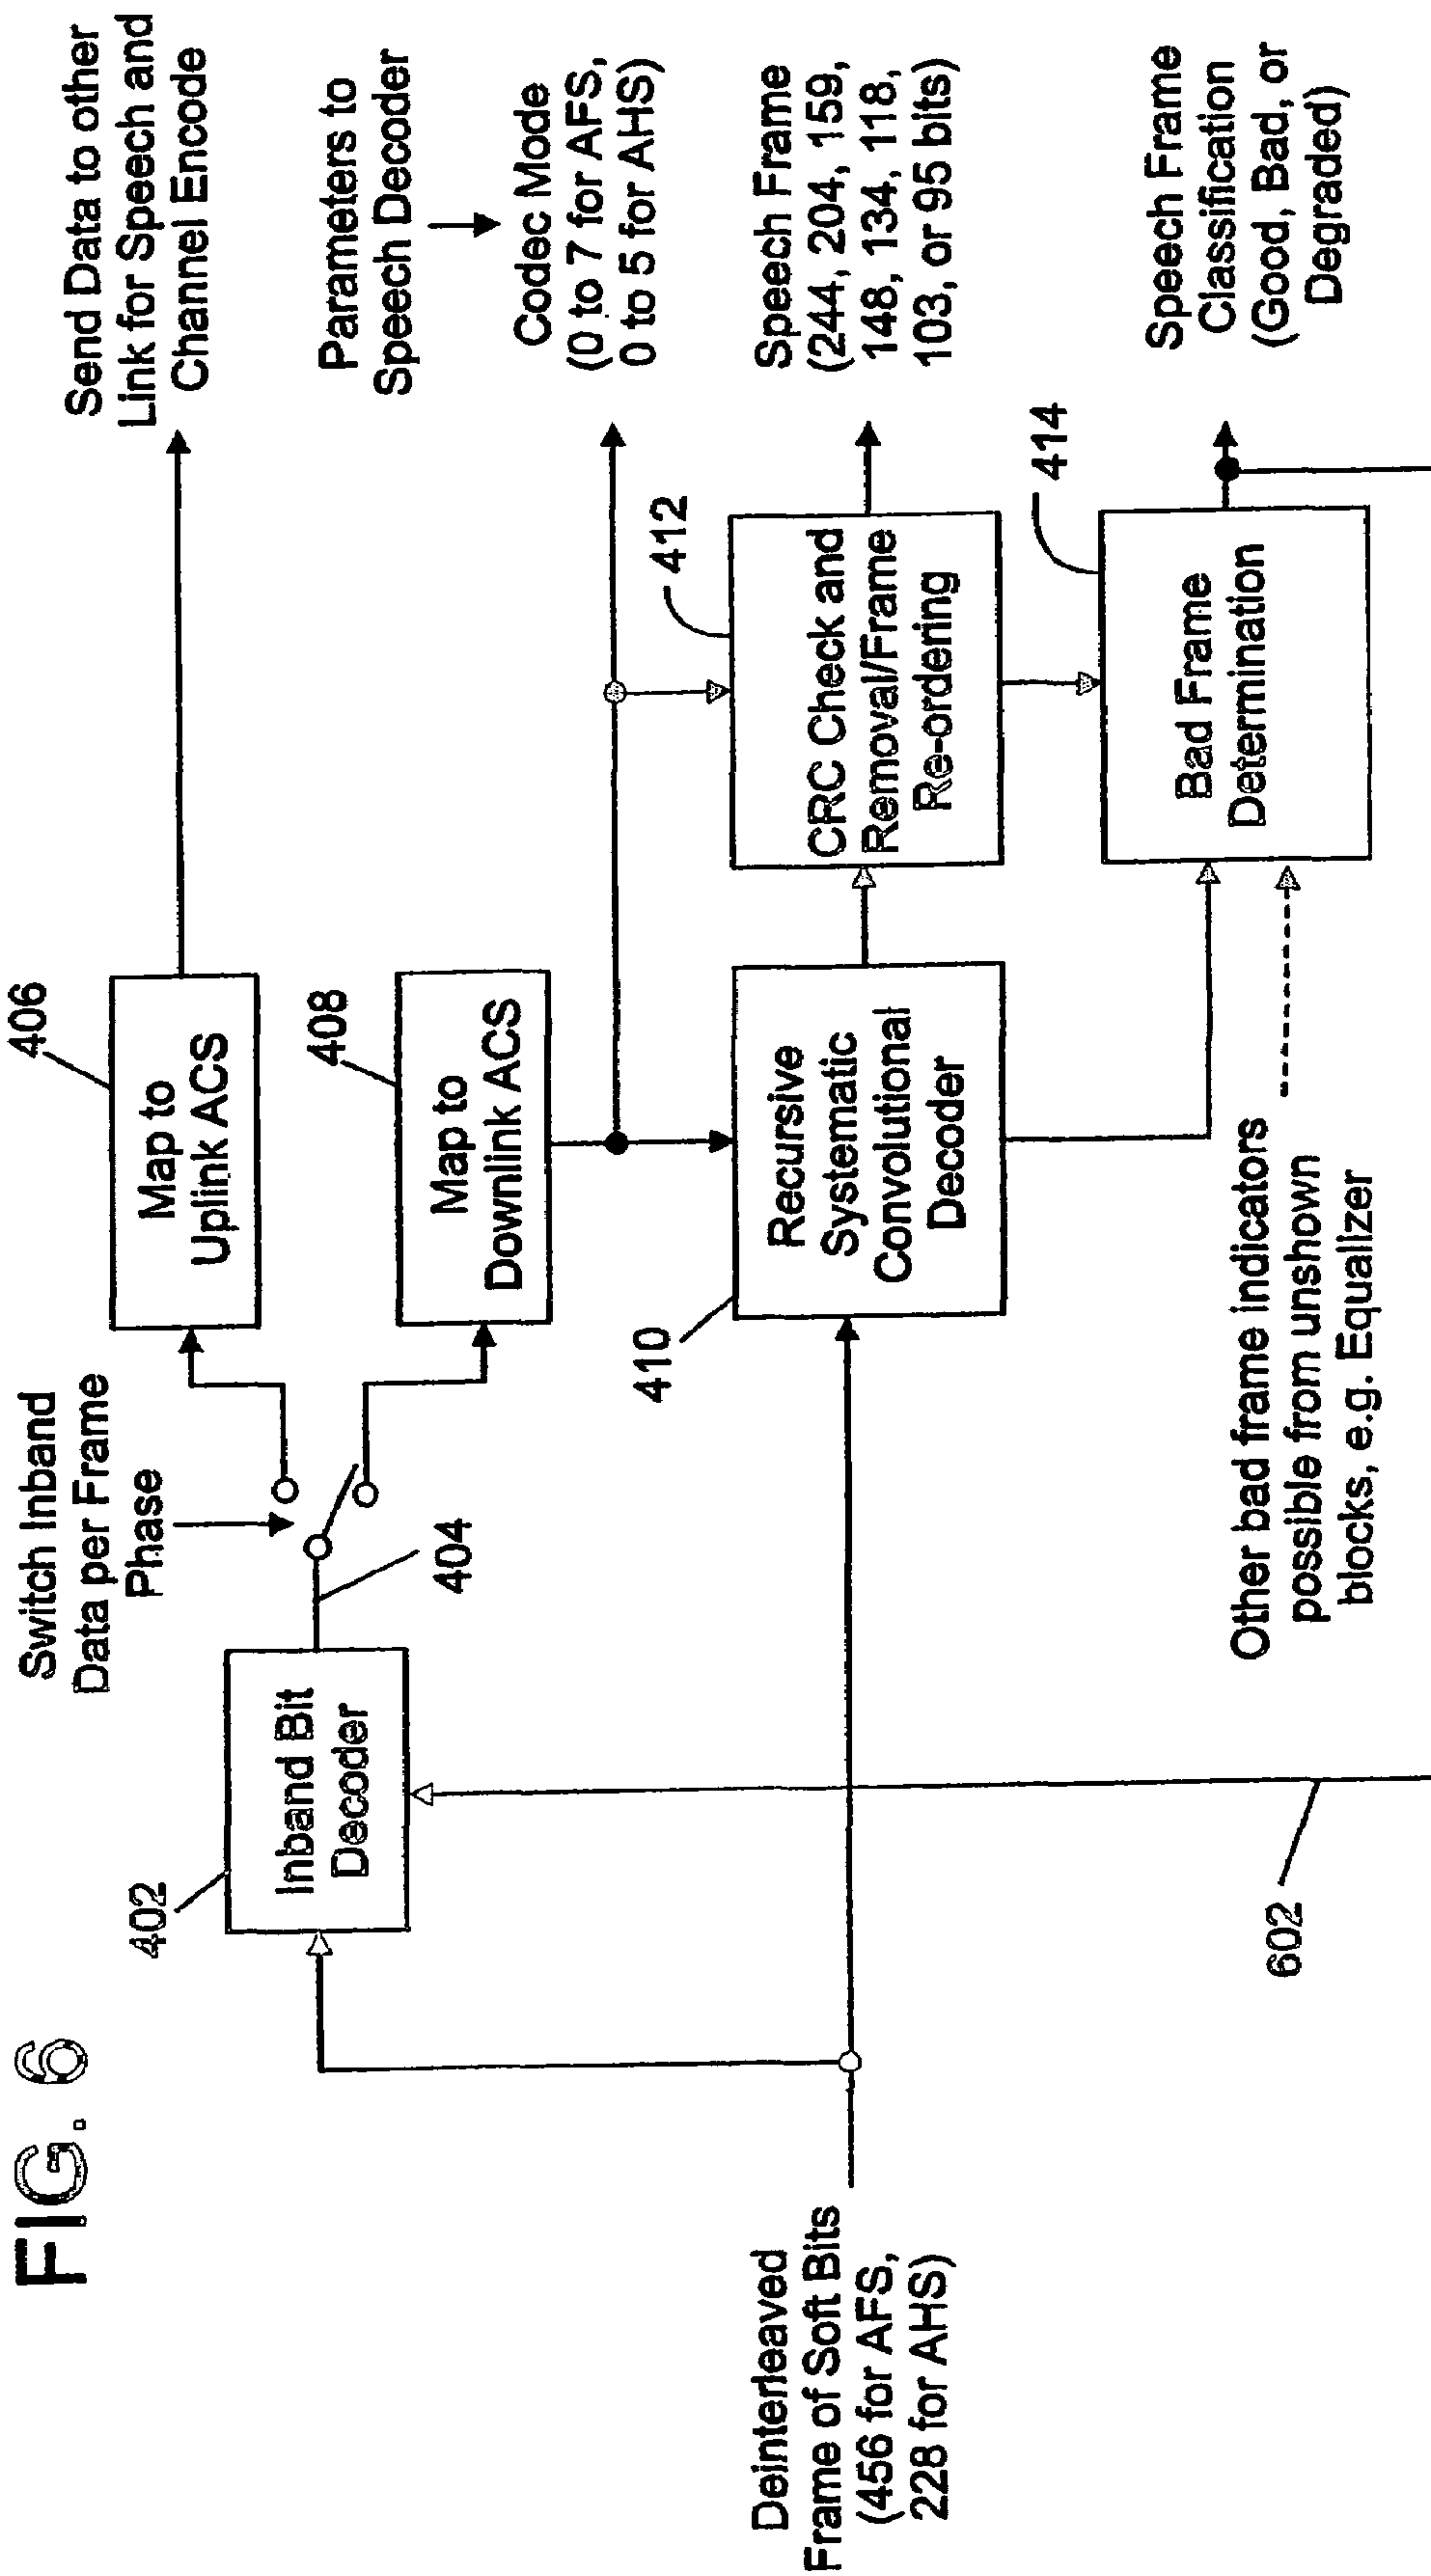 FIG. 6
Switch Inband
Data per Frame
Phase
406
Map to
Uplink ACS
Send Data to other
Link for Speech and
Channel Encode
402
Inband Bit
Decoder
404
408
Map to
Downlink ACS
Parameters to
Speech Decoder
Codec Mode
(0 to 7 for AFS,
0 to 5 for AHS)
Deinterleaved
Frame of Soft Bits
(456 for AFS,
228 for AHS)
410
Recursive
Systematic
Convolutional
Decoder
412
CRC Check and
Removal/Frame
Re-ordering
Speech Frame
(244, 204, 159,
148, 134, 118,
103, or 95 bits)
602
Other bad frame indicators
possible from unshown
blocks, e.g. Equalizer
414
Bad Frame
Determination
Speech Frame
Classification
(Good, Bad, or
Degraded)